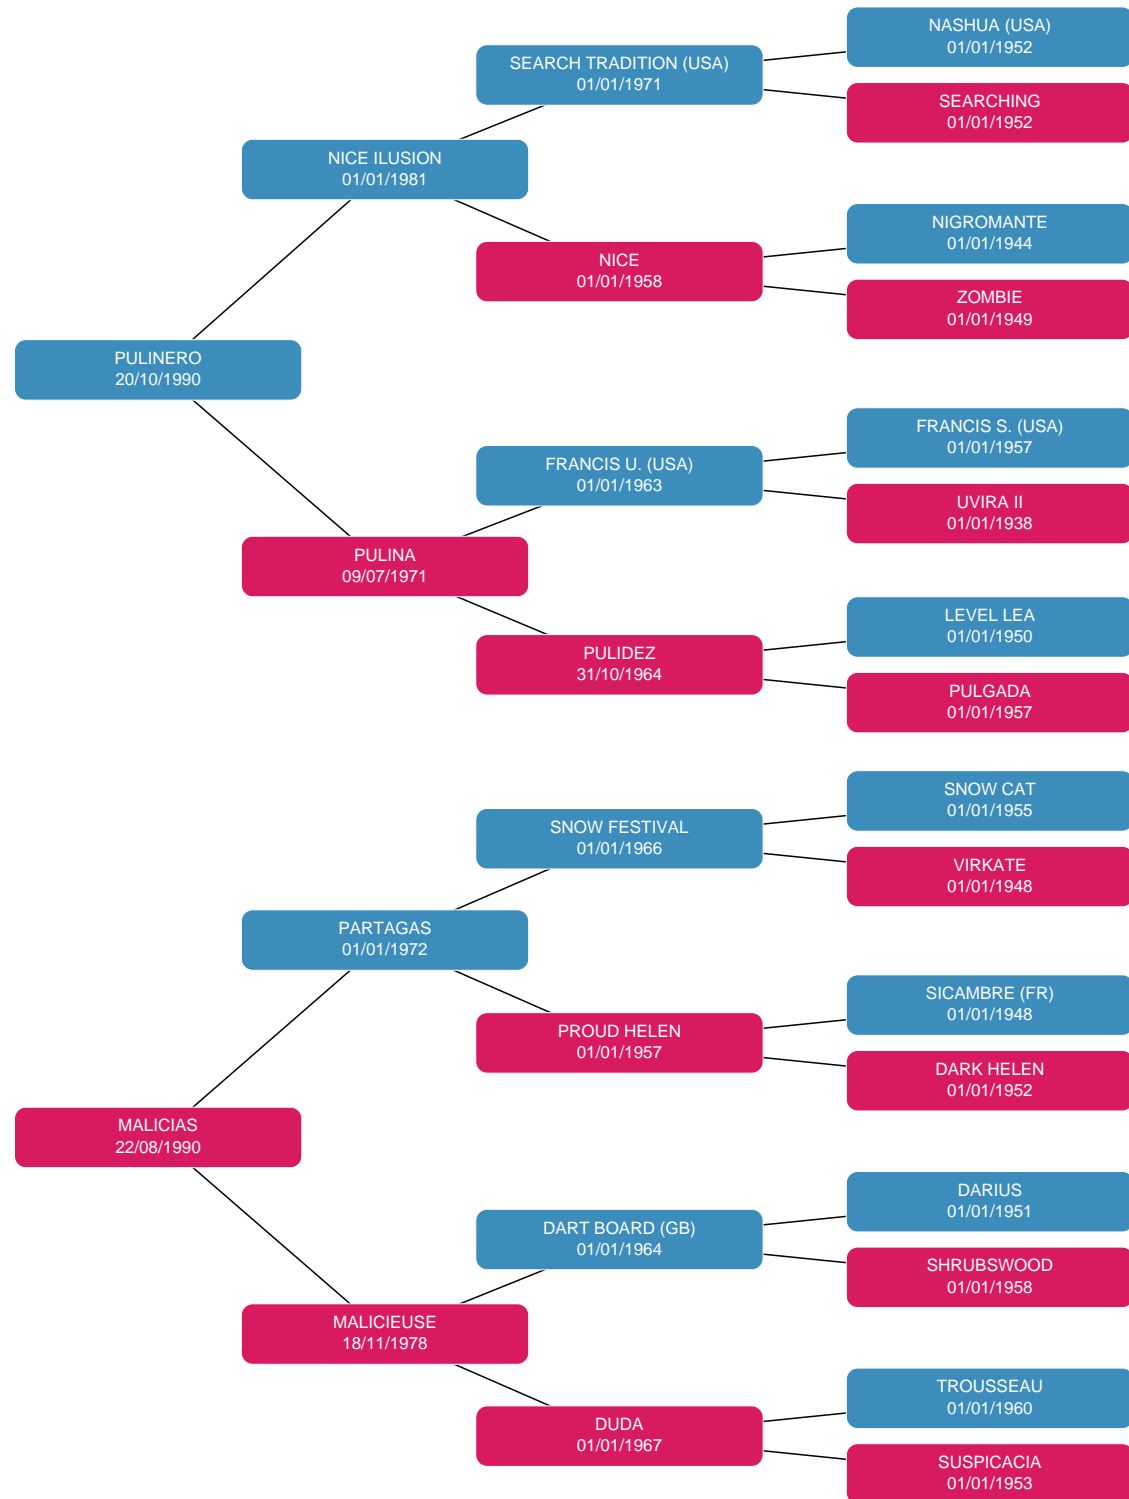 NASHUA (USA)
01/01/1952
SEARCH TRADITION (USA)
01/01/1971
SEARCHING
01/01/1952
NICE ILUSION
01/01/1981
NIGROMANTE
01/01/1944
NICE
01/01/1958
ZOMBIE
01/01/1949
PULINERO
20/10/1990
FRANCIS S. (USA)
01/01/1957
FRANCIS U. (USA)
01/01/1963
UVIRA II
01/01/1938
PULINA
09/07/1971
LEVEL LEA
01/01/1950
PULIDEZ
31/10/1964
PULGADA
01/01/1957
SNOW CAT
01/01/1955
SNOW FESTIVAL
01/01/1966
VIRKATE
01/01/1948
PARTAGAS
01/01/1972
SICAMBRE (FR)
01/01/1948
PROUD HELEN
01/01/1957
DARK HELEN
01/01/1952
MALICIAS
22/08/1990
DARIUS
01/01/1951
DART BOARD (GB)
01/01/1964
SHRUBSWOOD
01/01/1958
MALICIEUSE
18/11/1978
TROUSSEAU
01/01/1960
DUDA
01/01/1967
SUSPICACIA
01/01/1953